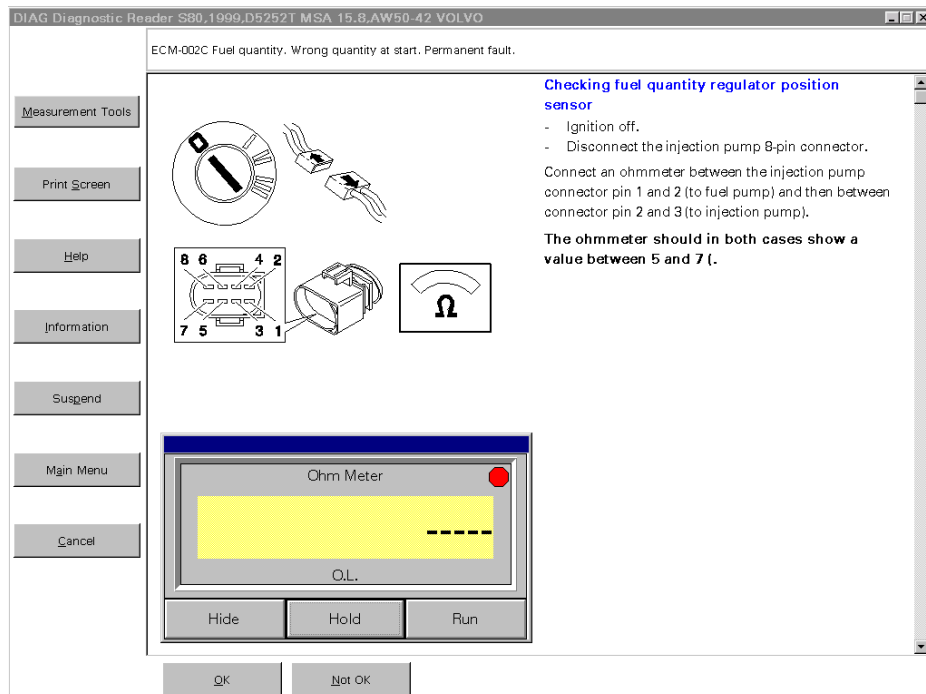 DIAG Diagnostic Reader S80,1999,D5252T MSA 15.8,AW50-42 VOLVO
ECM-002C Fuel quantity. Wrong quantity at start. Permanent fault.
Measurement Tools
Print Screen
Help
Information
Suspend
Main Menu
Cancel
8 6 4 2
7 5 3 1
Ω
Checking fuel quantity regulator position
sensor
- Ignition off.
- Disconnect the injection pump 8-pin connector.
Connect an ohmmeter between the injection pump
connector pin 1 and 2 (to fuel pump) and then between
connector pin 2 and 3 (to injection pump).
The ohmmeter should in both cases show a
value between 5 and 7 (.
Ohm Meter
-----
O.L.
Hide Hold Run
OK Not OK